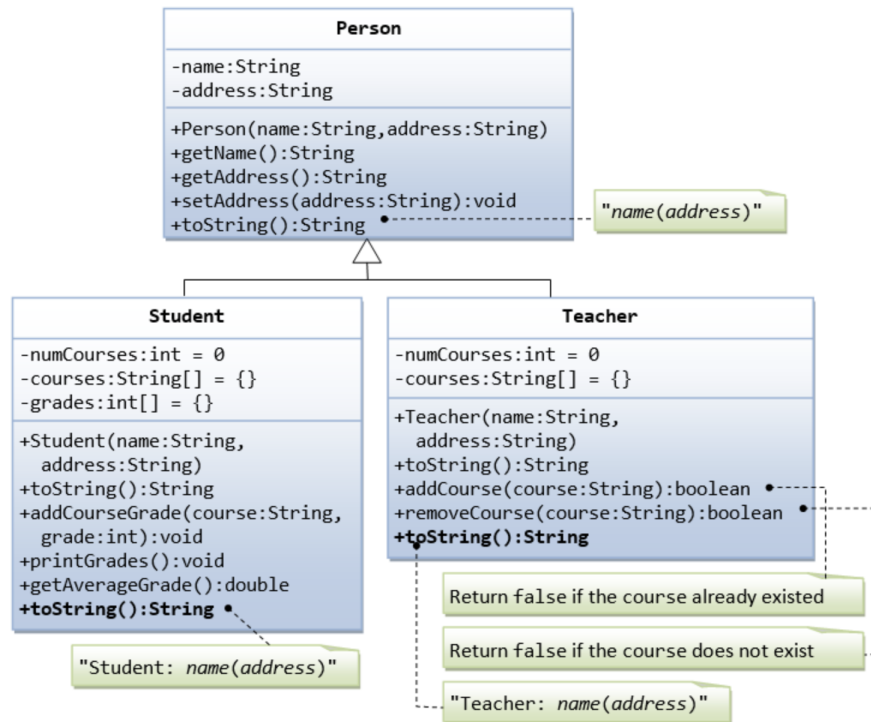 Person
-name:String
-address:String
+Person(name:String,address:String)
+getName():String
+getAddress():String
+setAddress(address:String):void
+toString():String
"name(address)"
Student
-numCourses:int = 0
-courses:String[] = {}
-grades:int[] = {}
+Student(name:String,
address:String)
+toString():String
+addCourseGrade(course:String,
grade:int):void
+printGrades():void
+getAverageGrade():double
+toString():String
"Student: name(address)"
Teacher
-numCourses:int = 0
-courses:String[] = {}
+Teacher(name:String,
address:String)
+toString():String
+addCourse(course:String):boolean
+removeCourse(course:String):boolean
+toString():String
Return false if the course already existed
Return false if the course does not exist
"Teacher: name(address)"